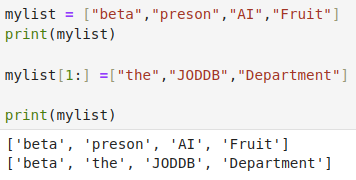 mylist = ["beta","preson","AI","Fruit"]
print(mylist)
mylist[1:] =["the","JODDB","Department"]
print(mylist)
['beta', 'preson', 'AI', 'Fruit']
['beta', 'the', 'JODDB', 'Department']